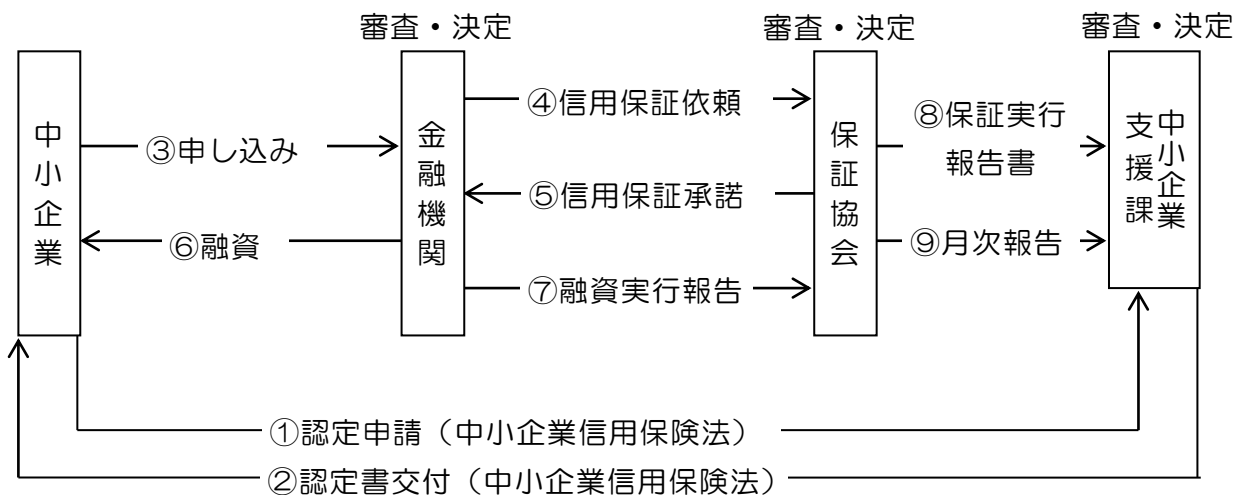 審査・決定
審査・決定
審査・決定
中小企業
③申し込み
⑥融資
金融機関
④信用保証依頼
⑤信用保証承諾
⑦融資実行報告
保証協会
⑧保証実行
報告書
⑨月次報告
中小企業
支援課
①認定申請（中小企業信用保険法）
②認定書交付（中小企業信用保険法）